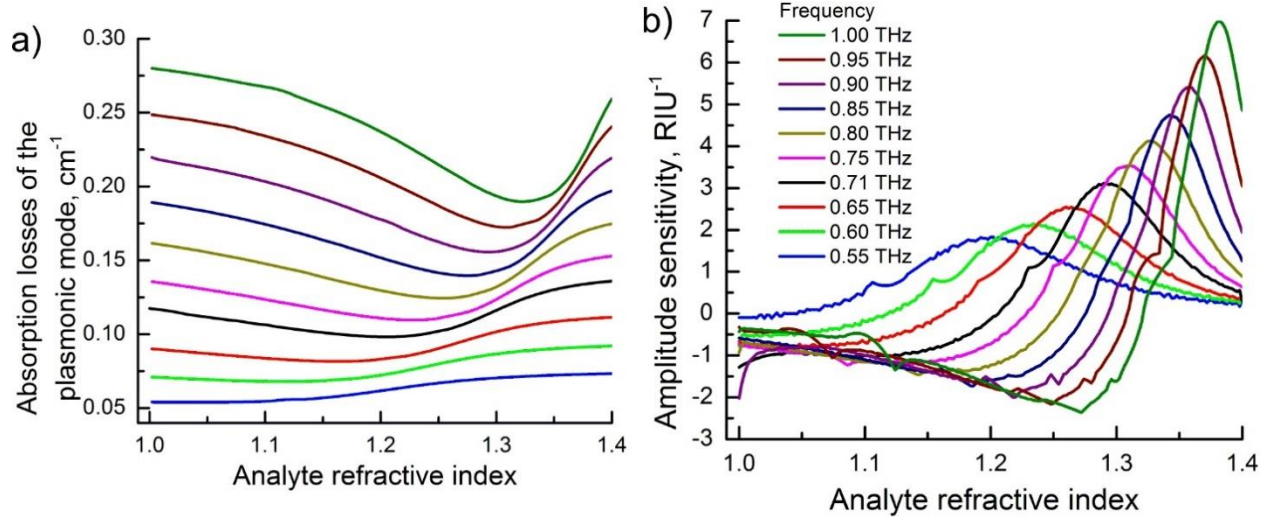 a)
Absorption losses of the
plasmonic mode, cm-1
0.30
0.25
0.20
0.15
0.10
0.05
1.0
1.1
1.2
1.3
1.4
Analyte refractive index
b)
Amplitude sensitivity, RIU-1
7
6
5
4
3
2
1
0
-1
-2
-3
Frequency
1.00 THz
0.95 THz
0.90 THz
0.85 THz
0.80 THz
0.75 THz
0.71 THz
0.65 THz
0.60 THz
0.55 THz
1.0
1.1
1.2
1.3
1.4
Analyte refractive index